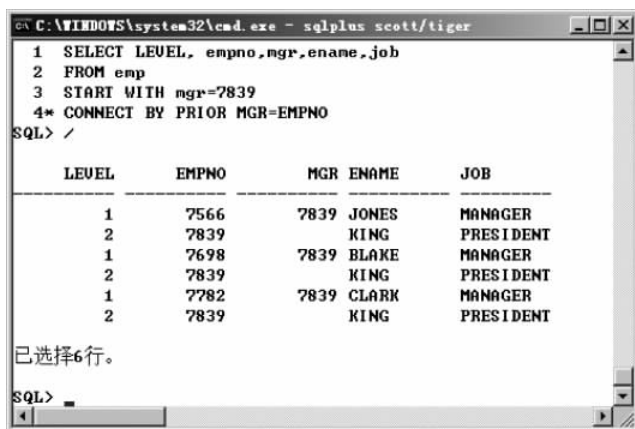 C:\WINDOWS\system32\cmd.exe - sqlplus scott/tiger
1 SELECT LEVEL, empno,mgr,ename,job
2 FROM emp
3 START WITH mgr=7839
4* CONNECT BY PRIOR MGR=EMPNO
SQL> /
LEVEL EMPNO MGR ENAME JOB
---------- ---------- ---------- ---------- ---------
1 7566 7839 JONES MANAGER
2 7839 KING PRESIDENT
1 7698 7839 BLAKE MANAGER
2 7839 KING PRESIDENT
1 7782 7839 CLARK MANAGER
2 7839 KING PRESIDENT
已选择6行。
SQL> _